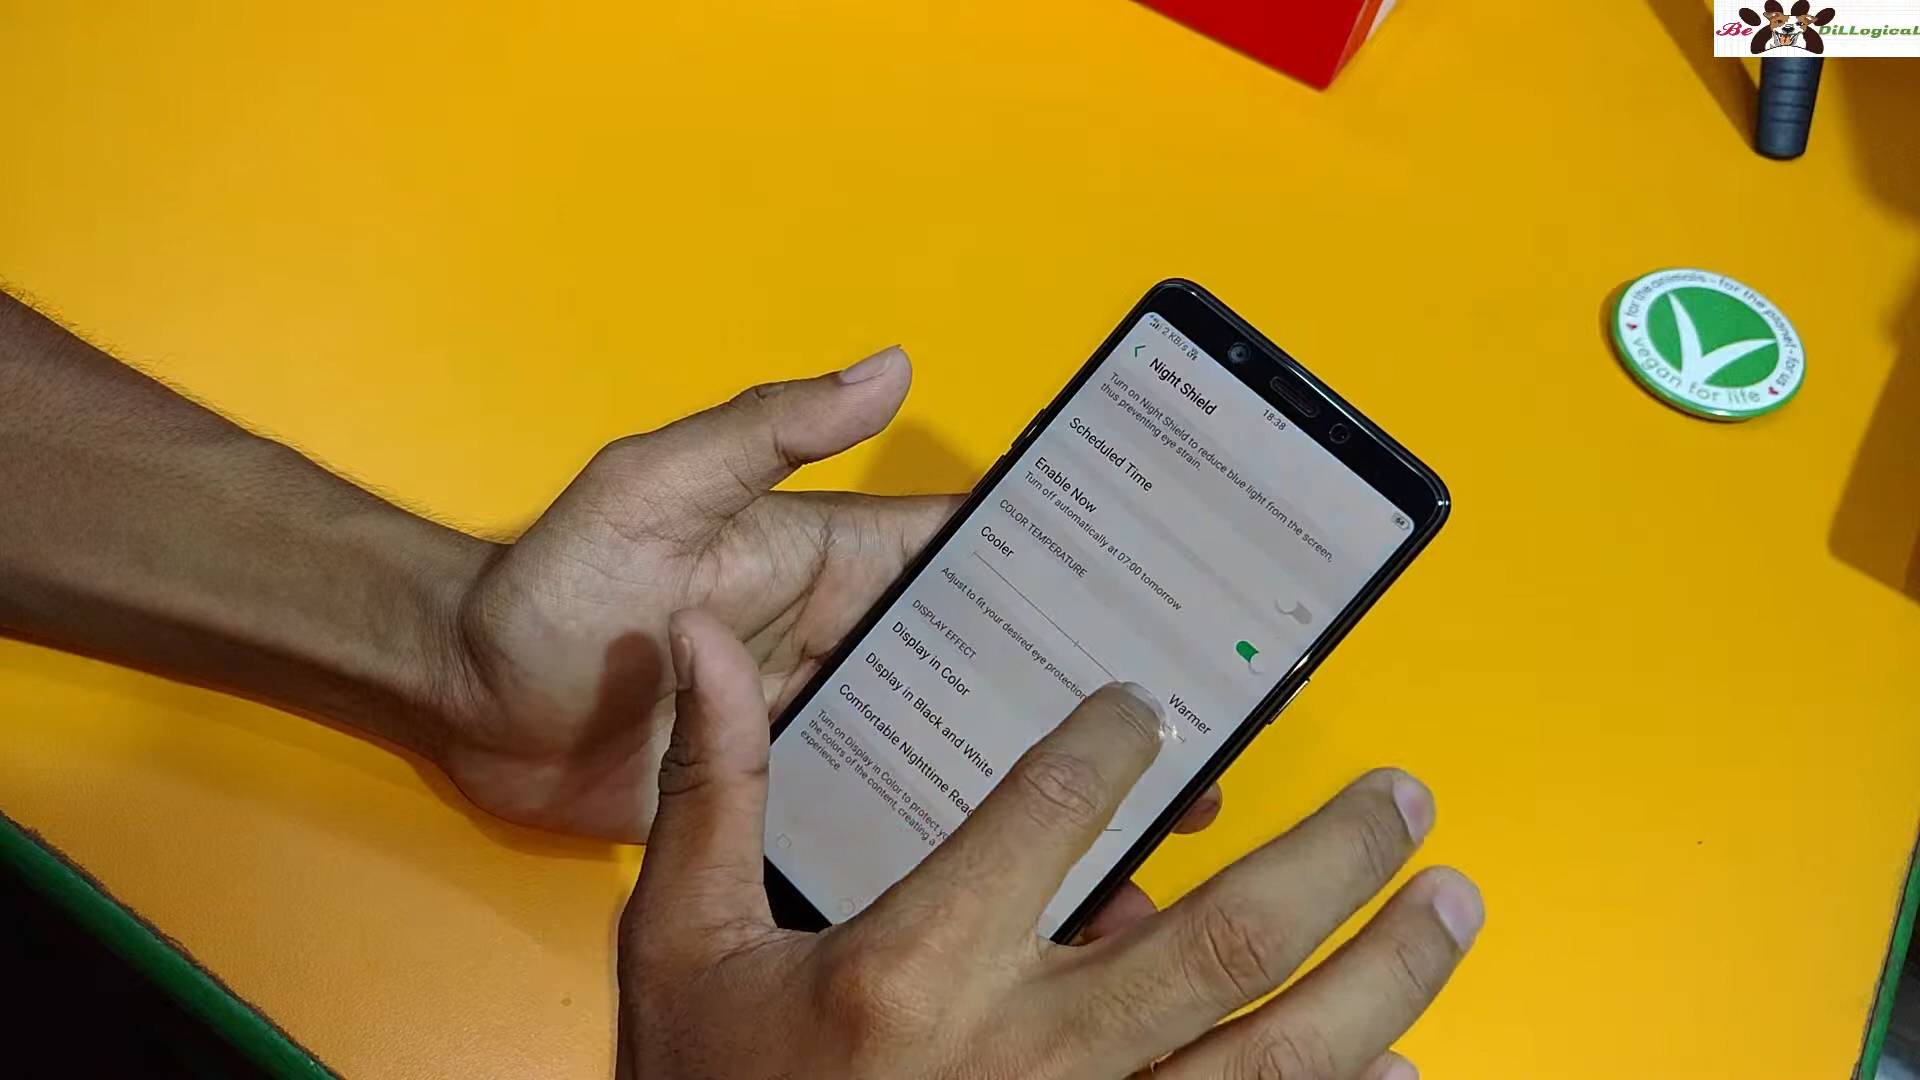 Be DiLLogical
2 KB/s
18:38
54
Night Shield
Turn on Night Shield to reduce blue light from the screen,
thus preventing eye strain.
Scheduled Time
Enable Now
Turn off automatically at 07:00 tomorrow
COLOR TEMPERATURE
Cooler
Warmer
Adjust to fit your desired eye protection
DISPLAY EFFECT
Display in Color
Display in Black and White
Comfortable Nighttime
Turn on Display in Color to protect
the colors of the content, creating a
experience.
for the animals - for the planet - for us
vegan for life